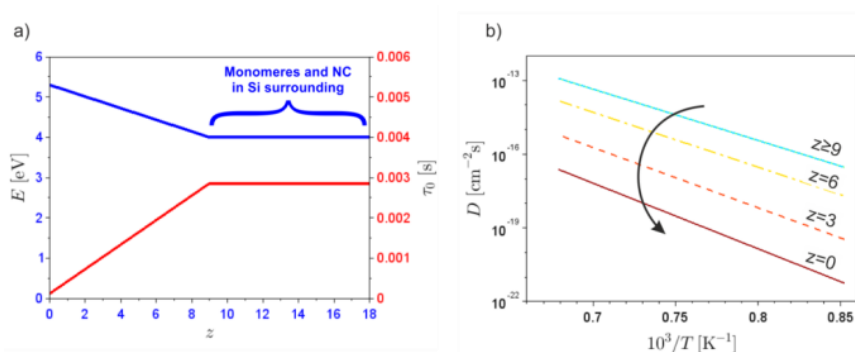 a)
6
5
4
3
2
1
0
E [eV]
Monomeres and NC
in Si surrounding
0.006
0.005
0.004
0.003
0.002
0.001
0
τ₀ [s]
0 2 4 6 8 10 12 14 16 18
z
b)
10⁻¹³
10⁻¹⁶
10⁻¹⁹
10⁻²²
D [cm⁻²s]
z≥9
z=6
z=3
z=0
0.7 0.75 0.8 0.85
10³/T [K⁻¹]